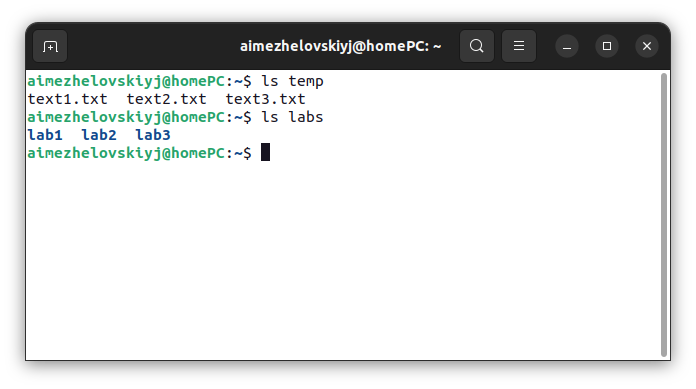 aimezhelovskiyj@homePC: ~
aimezhelovskiyj@homePC:~$ ls temp
text1.txt  text2.txt  text3.txt
aimezhelovskiyj@homePC:~$ ls labs
lab1  lab2  lab3
aimezhelovskiyj@homePC:~$